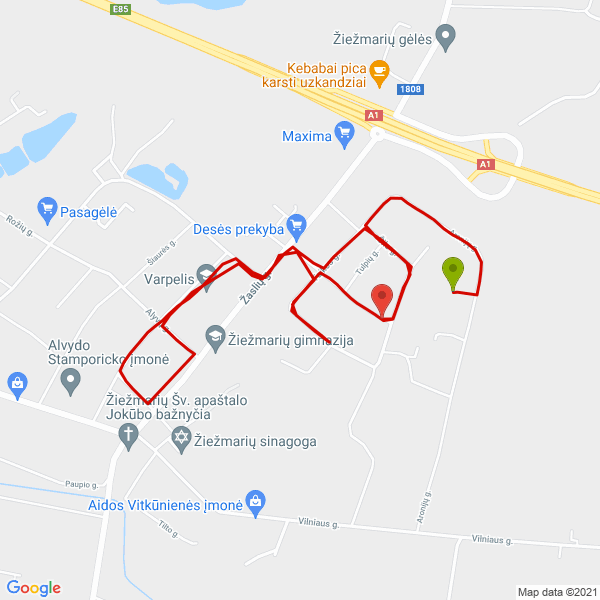 E85
Žiežmarių gėlės
Kebabai pica
karsti uzkandziai
1808
A1
Maxima
A1
Pasagėlė
Rožių g.
Desės prekyba
Šiaurės g.
Tulpių g.
Varpelis
Žaslių g.
Alyvų g.
Žiežmarių gimnazija
Alvydo
Stamporicko įmonė
Žiežmarių Šv. apaštalo
Jokūbo bažnyčia
Žiežmarių sinagoga
Paupio g.
Aidos Vitkūnienės įmonė
Aronijų g.
Tilto g.
Vilniaus g.
Vilniaus g.
Google
Map data ©2021